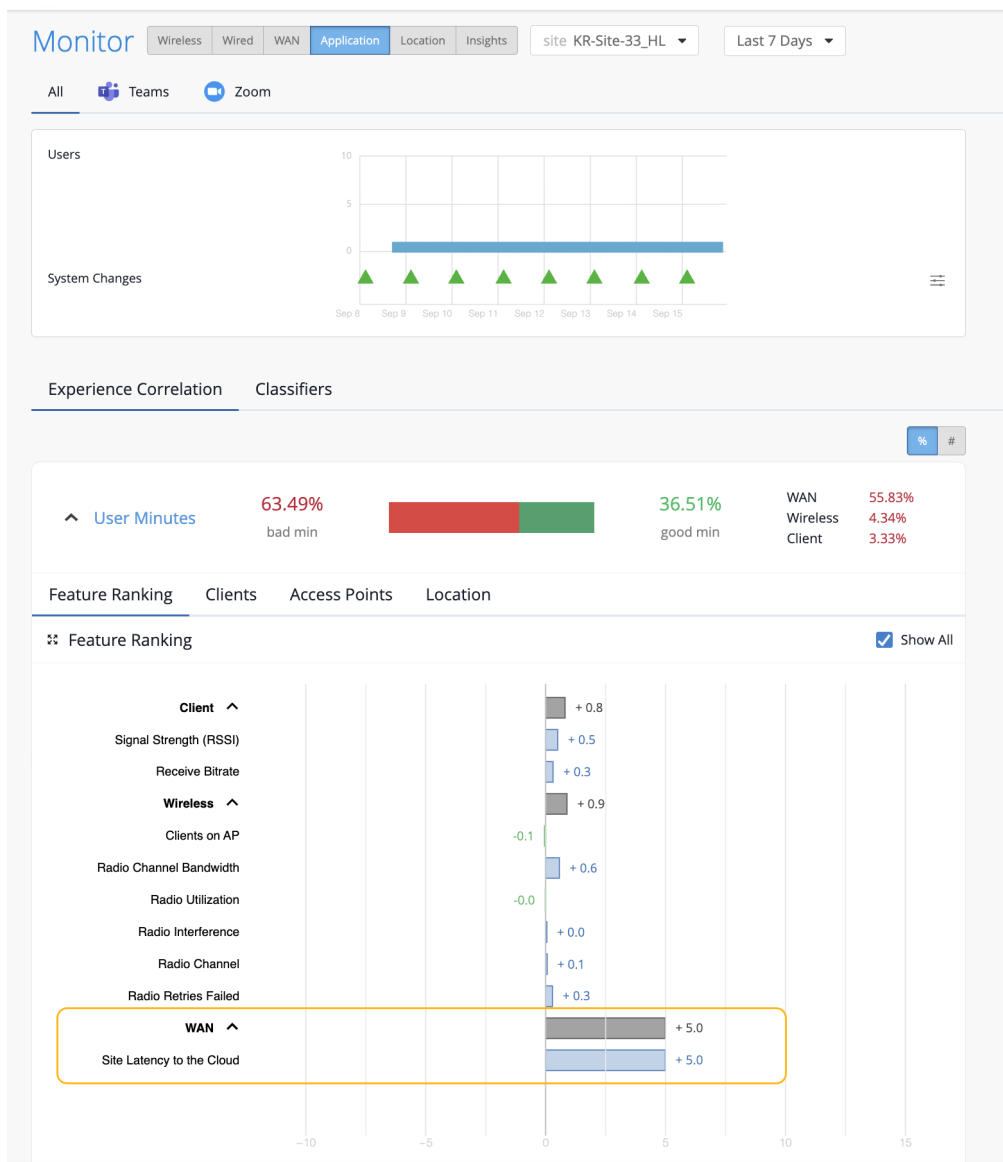 Monitor Wireless Wired WAN Application Location Insights site KR-Site-33_HL Last 7 Days
All Teams Zoom
Users
10
5
0
System Changes
Sep 8 Sep 9 Sep 10 Sep 11 Sep 12 Sep 13 Sep 14 Sep 15
Experience Correlation Classifiers
% #
User Minutes
63.49%
bad min
36.51%
good min
WAN 55.83%
Wireless 4.34%
Client 3.33%
Feature Ranking Clients Access Points Location
Feature Ranking Show All
Client + 0.8
Signal Strength (RSSI) + 0.5
Receive Bitrate + 0.3
Wireless + 0.9
Clients on AP -0.1
Radio Channel Bandwidth + 0.6
Radio Utilization -0.0
Radio Interference + 0.0
Radio Channel + 0.1
Radio Retries Failed + 0.3
WAN + 5.0
Site Latency to the Cloud + 5.0
−10 −5 0 5 10 15